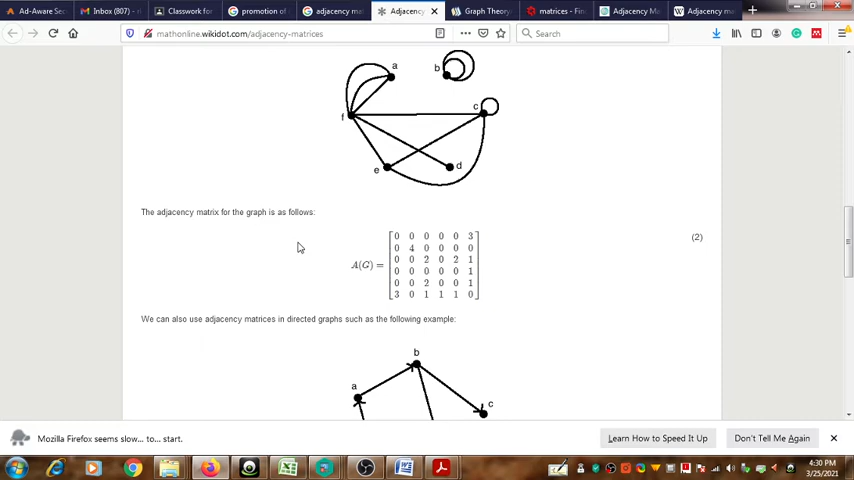 Ad-Aware Sec
Inbox (807) - ri
Classwork fo
promotion of
adjacency ma
Adjacency
Graph Theory
matrices - Fin
Adjacency Ma
Adjacency ma
mathonline.wikidot.com/adjacency-matrices
Search
a
b
c
f
e
d
The adjacency matrix for the graph is as follows:
A(G) =
0 0 0 0 0 3
0 4 0 0 0 0
0 0 2 0 2 1
0 0 0 0 0 1
0 0 2 0 0 1
3 0 1 1 1 0
(2)
We can also use adjacency matrices in directed graphs such as the following example:
b
a
c
Mozilla Firefox seems slow... to... start.
Learn How to Speed It Up
Don't Tell Me Again
4:30 PM
3/25/2021